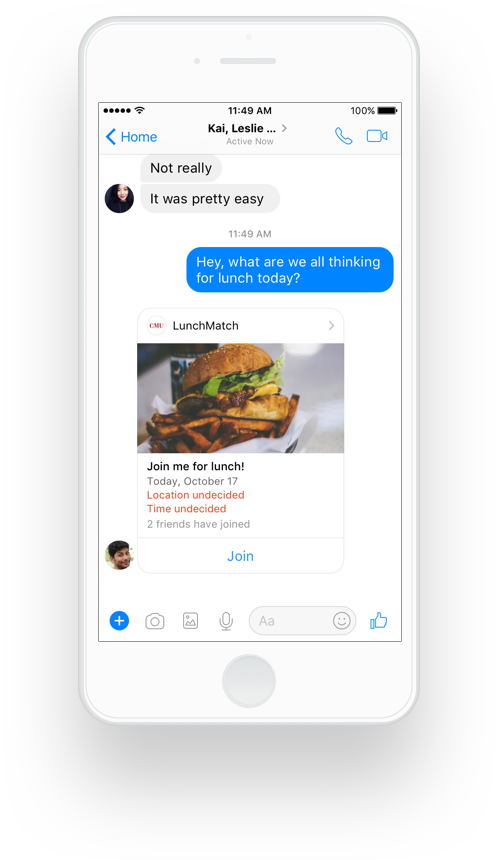 11:49 AM
100%
Home
Kai, Leslie ...
Active Now
Not really
It was pretty easy
11:49 AM
Hey, what are we all thinking
for lunch today?
CMU
LunchMatch
Join me for lunch!
Today, October 17
Location undecided
Time undecided
2 friends have joined
Join
Aa